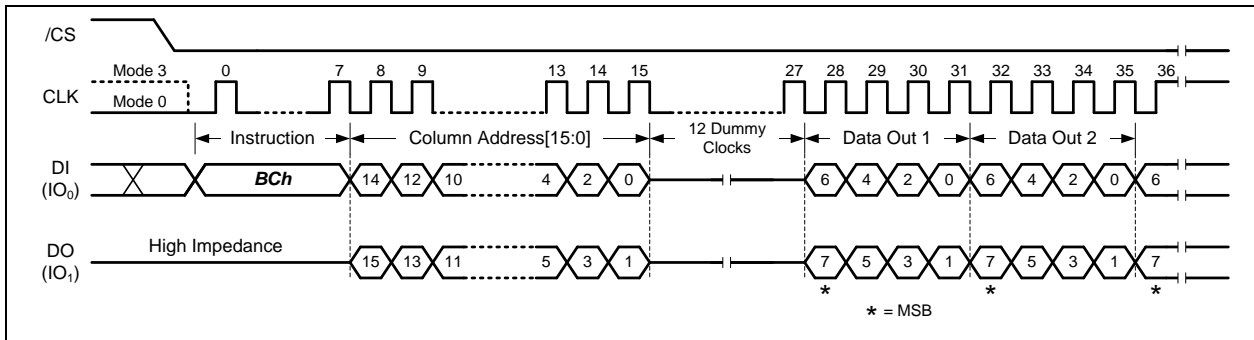 /CS
Mode 3 0 7 8 9 13 14 15 27 28 29 30 31 32 33 34 35 36
CLK
Mode 0
Instruction Column Address[15:0] 12 Dummy Clocks Data Out 1 Data Out 2
DI (IO0) BCh 14 12 10 4 2 0 6 4 2 0 6 4 2 0 6
High Impedance
DO (IO1) 15 13 11 5 3 1 7 5 3 1 7 5 3 1 7
* * *
* = MSB